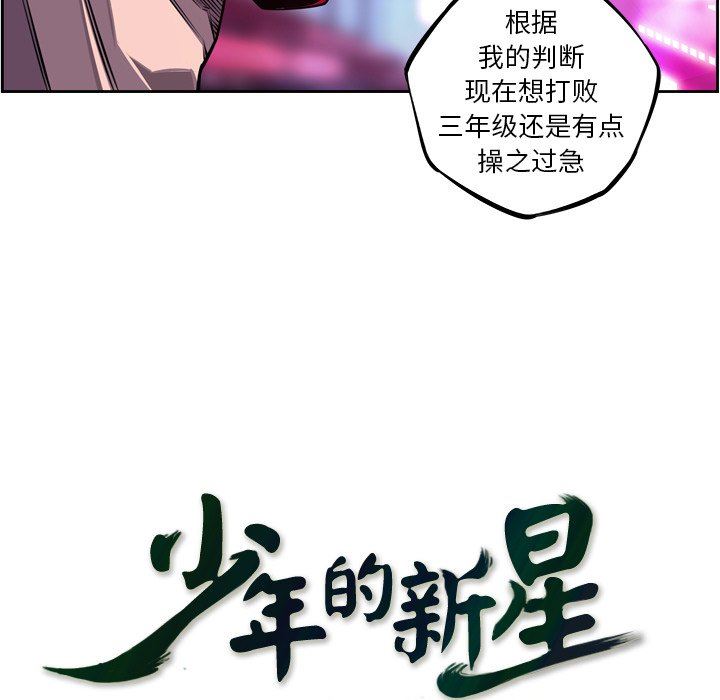 根据
我的判断
现在想打败
三年级还是有点
操之过急
少年的新星